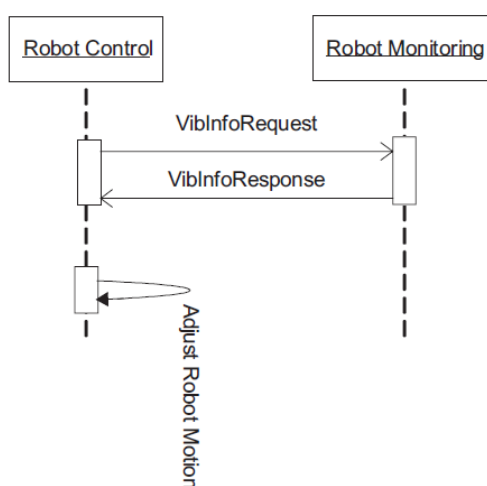 Robot Control
Robot Monitoring
VibInfoRequest
VibInfoResponse
Adjust Robot Motion